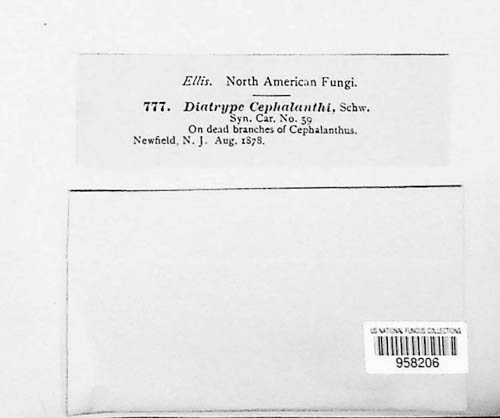 Ellis. North American Fungi.
777. Diatrype Cephalanthi, Schw.
Syn. Car. No. 59
On dead branches of Cephalanthus.
Newfield, N. J. Aug. 1878.
US NATIONAL FUNGUS COLLECTIONS
958206